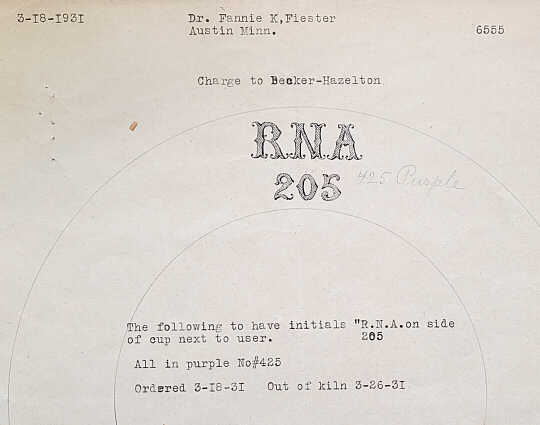 3-18-1931
Dr. Fannie K,Fiester
Austin Minn.
6555
Charge to Becker-Hazelton
RNA
205
425 Purple
The following to have initials "R.N.A.on side
of cup next to user. 205
All in purple No#425
Ordered 3-18-31 Out of kiln 3-26-31